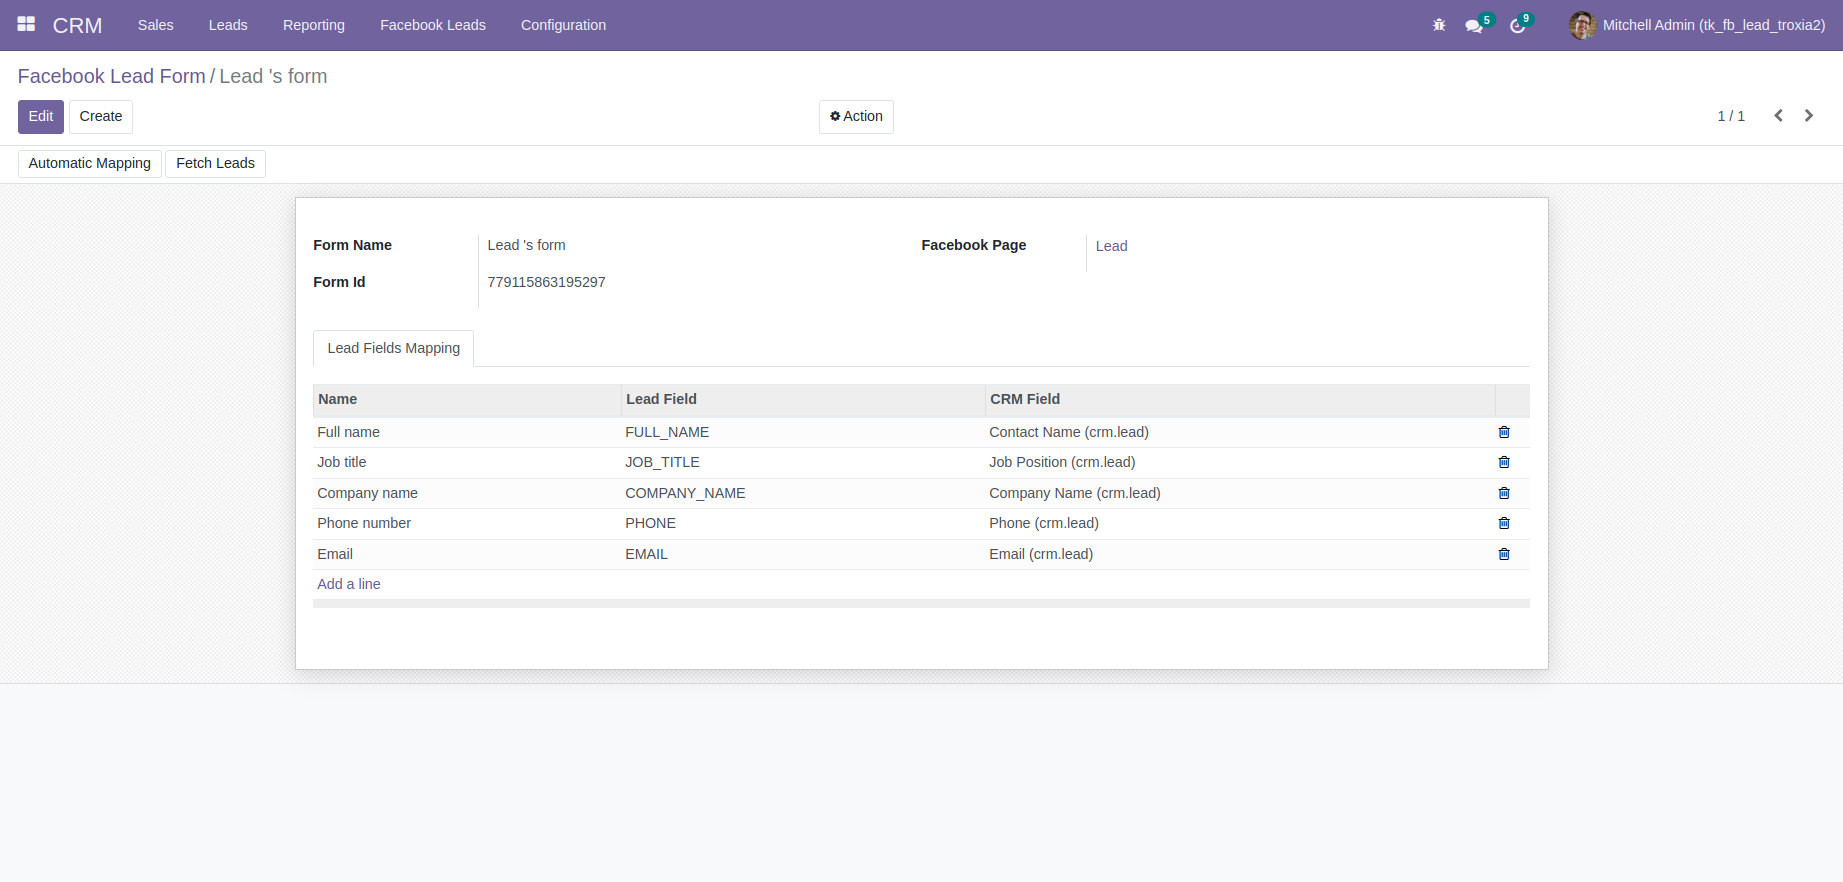 CRM Sales Leads Reporting Facebook Leads Configuration 5 9 Mitchell Admin (tk_fb_lead_troxia2)
Facebook Lead Form / Lead 's form
Edit Create Action 1 / 1
Automatic Mapping Fetch Leads
Form Name Lead 's form Facebook Page Lead
Form Id 779115863195297
Lead Fields Mapping
Name Lead Field CRM Field
Full name FULL_NAME Contact Name (crm.lead)
Job title JOB_TITLE Job Position (crm.lead)
Company name COMPANY_NAME Company Name (crm.lead)
Phone number PHONE Phone (crm.lead)
Email EMAIL Email (crm.lead)
Add a line